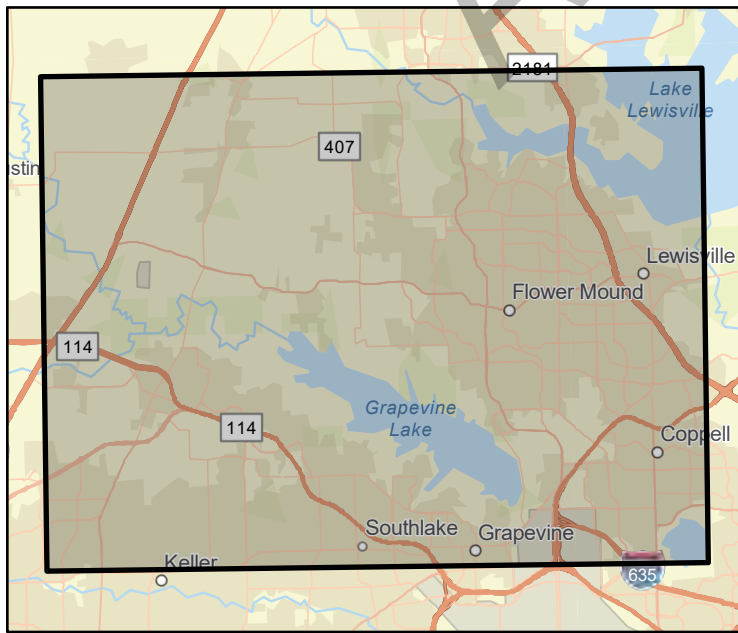 2181
Lake
Lewisville
407
stin
Lewisville
Flower Mound
114
Grapevine
Lake
114
Coppell
Southlake
Grapevine
Keller
635